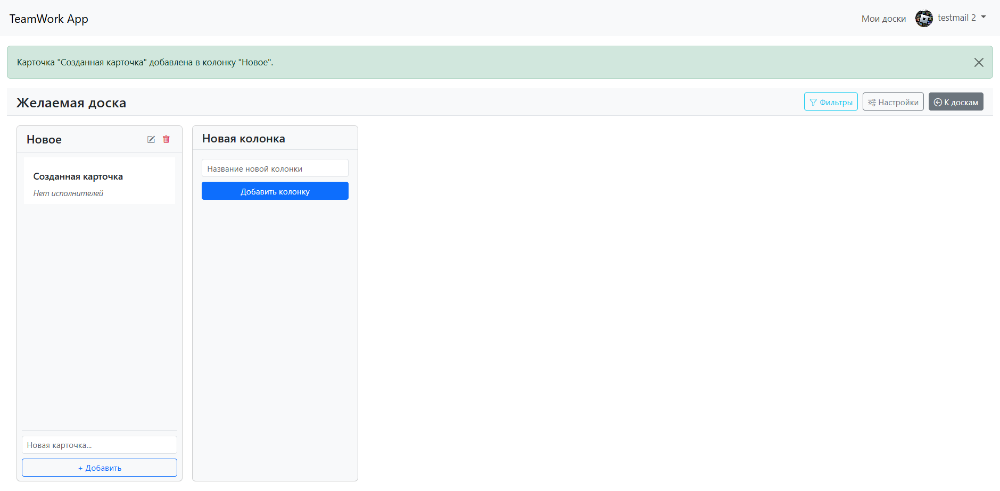 TeamWork App
Мои доски
testmail 2
Карточка "Созданная карточка" добавлена в колонку "Новое".
Желаемая доска
Фильтры
Настройки
К доскам
Новое
Созданная карточка
Нет исполнителей
Новая карточка...
+ Добавить
Новая колонка
Название новой колонки
Добавить колонку